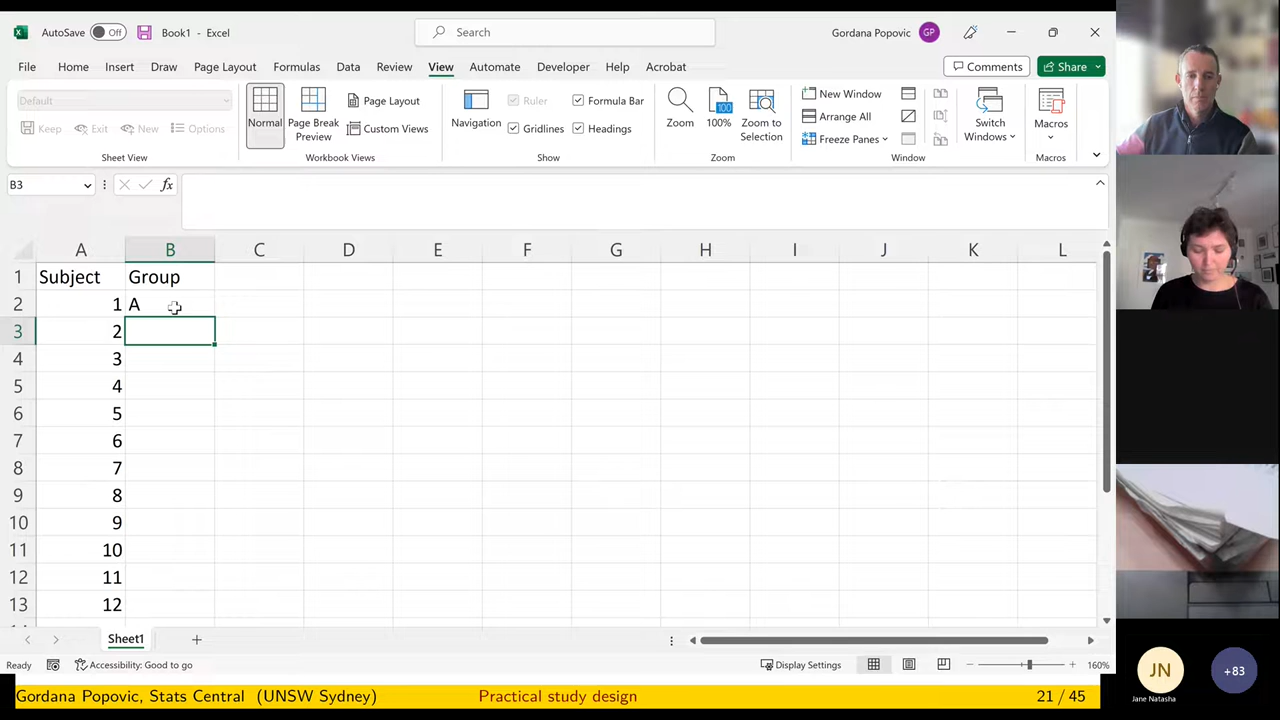 AutoSave Off Book1 - Excel Search Gordana Popovic GP
File Home Insert Draw Page Layout Formulas Data Review View Automate Developer Help Acrobat Comments Share
Default
Keep Exit New Options
Sheet View
Normal
Page Break
Preview
Page Layout
Custom Views
Workbook Views
Navigation
Ruler
Formula Bar
Gridlines
Headings
Show
Zoom
100
100%
Zoom to
Selection
Zoom
New Window
Arrange All
Freeze Panes
Switch
Windows
Window
Macros
Macros
B3 fx
A B C D E F G H I J K L
1 Subject Group
2 1 A
3 2
4 3
5 4
6 5
7 6
8 7
9 8
10 9
11 10
12 11
13 12
Sheet1
Ready Accessibility: Good to go Display Settings 160%
Gordana Popovic, Stats Central (UNSW Sydney) Practical study design 21 / 45
JN
Jane Natasha
+83